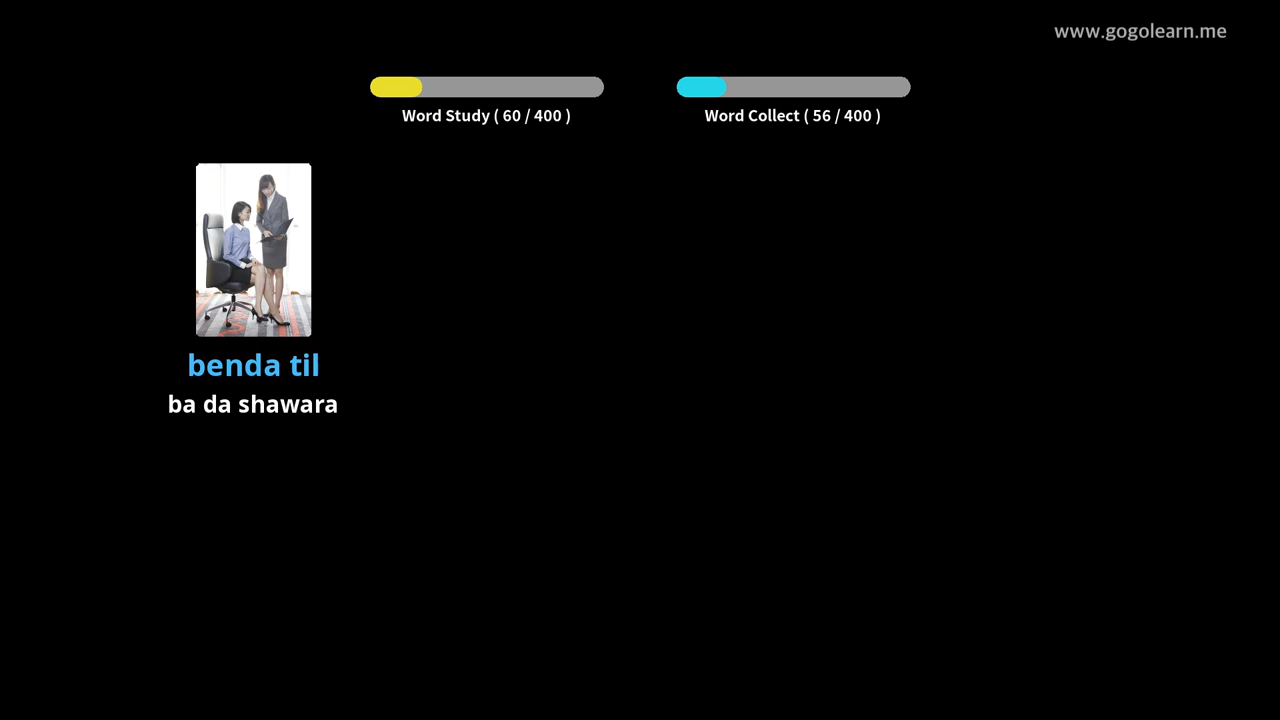 www.gogolearn.me
Word Study ( 60 / 400 )
Word Collect ( 56 / 400 )
benda til
ba da shawara